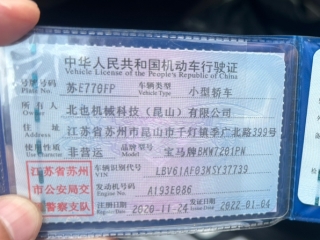 中华人民共和国机动车行驶证
Vehicle License of the People's Republic of China
号牌号码 苏E770FP 车辆类型 小型轿车
Plate No. Vehicle Type
所有人 北也机械科技（昆山）有限公司
Owner
住址 江苏省苏州市昆山市千灯镇季广北路399号
Address
使用性质 非营运 品牌型号 宝马牌BMW7201PN
Use Character Model
江苏省苏州
市公安局交
警察支队
车辆识别代号 LBV61AF03MSY37739
VIN
发动机号码 A193E086
Engine No.
注册日期 2020-11-24 发证日期 2022-01-04
Register Date Issue Date